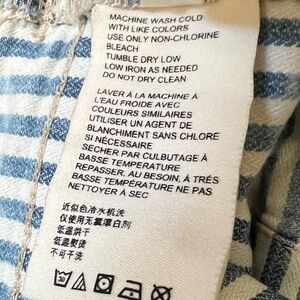 MACHINE WASH COLD
WITH LIKE COLORS
USE ONLY NON-CHLORINE
BLEACH
TUMBLE DRY LOW
LOW IRON AS NEEDED
DO NOT DRY CLEAN
LAVER À LA MACHINE À
L'EAU FROIDE AVEC
COULEURS SIMILAIRES
UTILISER UN AGENT DE
BLANCHIMENT SANS CHLORE
SI NÉCESSAIRE
SECHER PAR CULBUTAGE À
BASSE TEMPERATURE
REPASSER, AU BESOIN, À TRÈS
BASSE TEMPÉRATURE NE PAS
NETTOYER À SEC
近似色冷水机洗
仅使用无氯漂白剂
低温烘干
低温熨烫
不可干洗